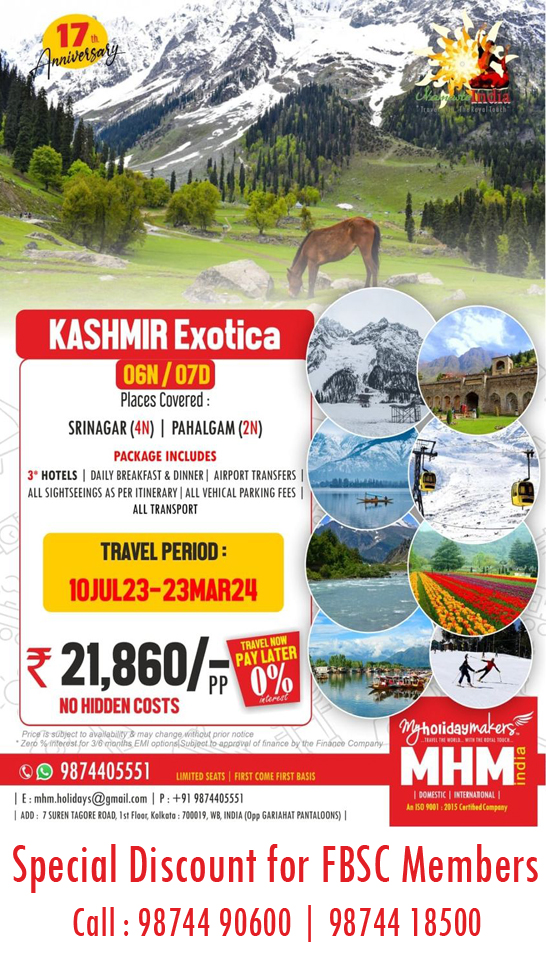 17th
Anniversary
India
KASHMIR Exotica
06N / 07D
Places Covered :
SRINAGAR (4N) | PAHALGAM (2N)
PACKAGE INCLUDES
3* HOTELS | DAILY BREAKFAST & DINNER | AIRPORT TRANSFERS |
ALL SIGHTSEEINGS AS PER ITINERARY | ALL VEHICAL PARKING FEES |
ALL TRANSPORT
TRAVEL PERIOD :
10JUL23-23MAR24
₹ 21,860/- PP
NO HIDDEN COSTS
TRAVEL NOW
PAY LATER
0%
interest
Price is subject to availability & may change without prior notice
* Zero % Interest for 3/6 months EMI options(Subject to approval of finance by the Finance Company
myholidaymakers
...TRAVEL THE WORLD... WITH THE ROYAL TOUCH...
MHM india
| DOMESTIC | INTERNATIONAL |
An ISO 9001 : 2015 Certified Company
9874405551
LIMITED SEATS | FIRST COME FIRST BASIS
| E : mhm.holidays@gmail.com | P : +91 9874405551
| ADD : 7 SUREN TAGORE ROAD, 1st Floor, Kolkata : 700019, WB, INDIA (Opp GARIAHAT PANTALOONS) |
Special Discount for FBSC Members
Call : 98744 90600 | 98744 18500